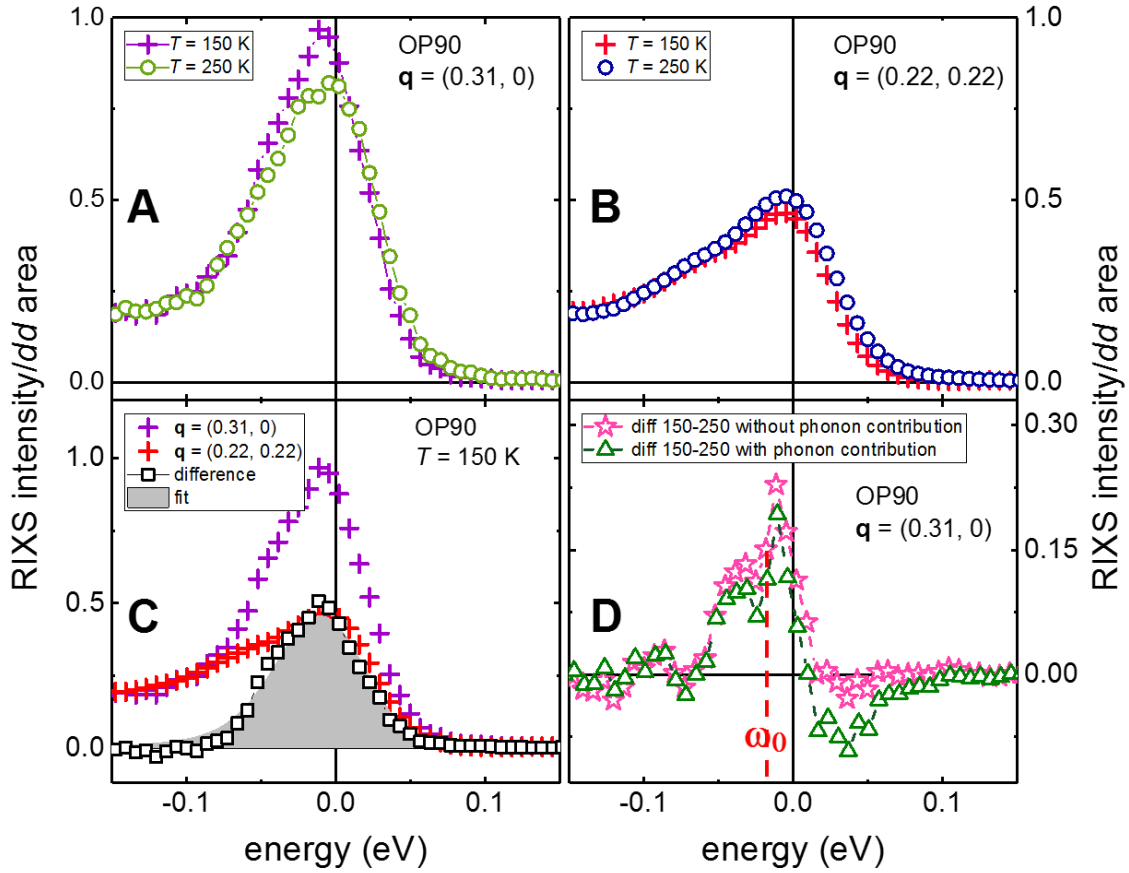 1.0
0.5
0.0
T = 150 K
T = 250 K
OP90
q = (0.31, 0)
A
T = 150 K
T = 250 K
OP90
q = (0.22, 0.22)
B
1.0
0.5
0.0
RIXS intensity/dd area
1.0
0.5
0.0
q = (0.31, 0)
q = (0.22, 0.22)
difference
fit
OP90
T = 150 K
C
diff 150-250 without phonon contribution
diff 150-250 with phonon contribution
OP90
q = (0.31, 0)
D
ω0
0.30
0.15
0.00
RIXS intensity/dd area
-0.1 0.0 0.1
energy (eV)
-0.1 0.0 0.1
energy (eV)